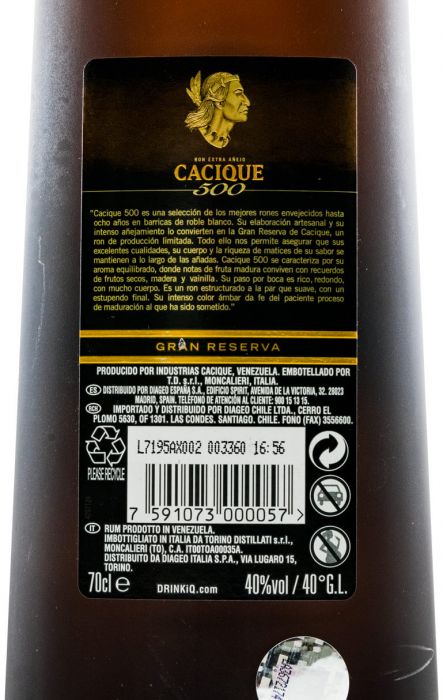 RON EXTRA AÑEJO
CACIQUE
500
"Cacique 500 es una selección de los mejores rones envejecidos hasta
ocho años en barricas de roble blanco. Su elaboración artesanal y su
intenso añejamiento lo convierten en la Gran Reserva de Cacique, un
ron de producción limitada. Todo ello nos permite asegurar que sus
excelentes cualidades, su cuerpo y la riqueza de matices de su sabor se
mantienen a lo largo de las añadas. Cacique 500 se caracteriza por su
aroma equilibrado, donde notas de fruta madura conviven con recuerdos
de frutos secos, madera y vainilla. Su paso por boca es rico, redondo,
con mucho cuerpo. Es un ron estructurado a la par que suave, con un
estupendo final. Su intenso color ámbar da fe del paciente proceso
de maduración al que ha sido sometido."
GRAN RESERVA
PRODUCIDO POR INDUSTRIAS CACIQUE, VENEZUELA. EMBOTELLADO POR
T.D. s.r.l., MONCALIERI, ITALIA.
ES DISTRIBUIDO POR DIAGEO ESPAÑA S.A., EDIFICIO SPIRIT, AVENIDA DE LA VICTORIA, 32. 28023
MADRID, SPAIN. TELÉFONO DE ATENCIÓN AL CLIENTE: 900 15 13 15.
RCH IMPORTADO Y DISTRIBUIDO POR DIAGEO CHILE LTDA., CERRO EL
PLOMO 5630, OF 1301. LAS CONDES. SANTIAGO. CHILE. FONO (FAX) 3556600.
L7195AX002 003360 16:56
PLEASE RECYCLE
7 591073 000057 >
IT RUM PRODOTTO IN VENEZUELA.
IMBOTTIGLIATO IN ITALIA DA TORINO DISTILLATI s.r.l.
MONCALIERI (TO), C.A. IT00TOA00035A.
DISTRIBUITO DA DIAGEO ITALIA S.P.A., VIA LUGARO 15,
TORINO.
70cl e DRINKiQ.com 40%vol / 40°G.L.